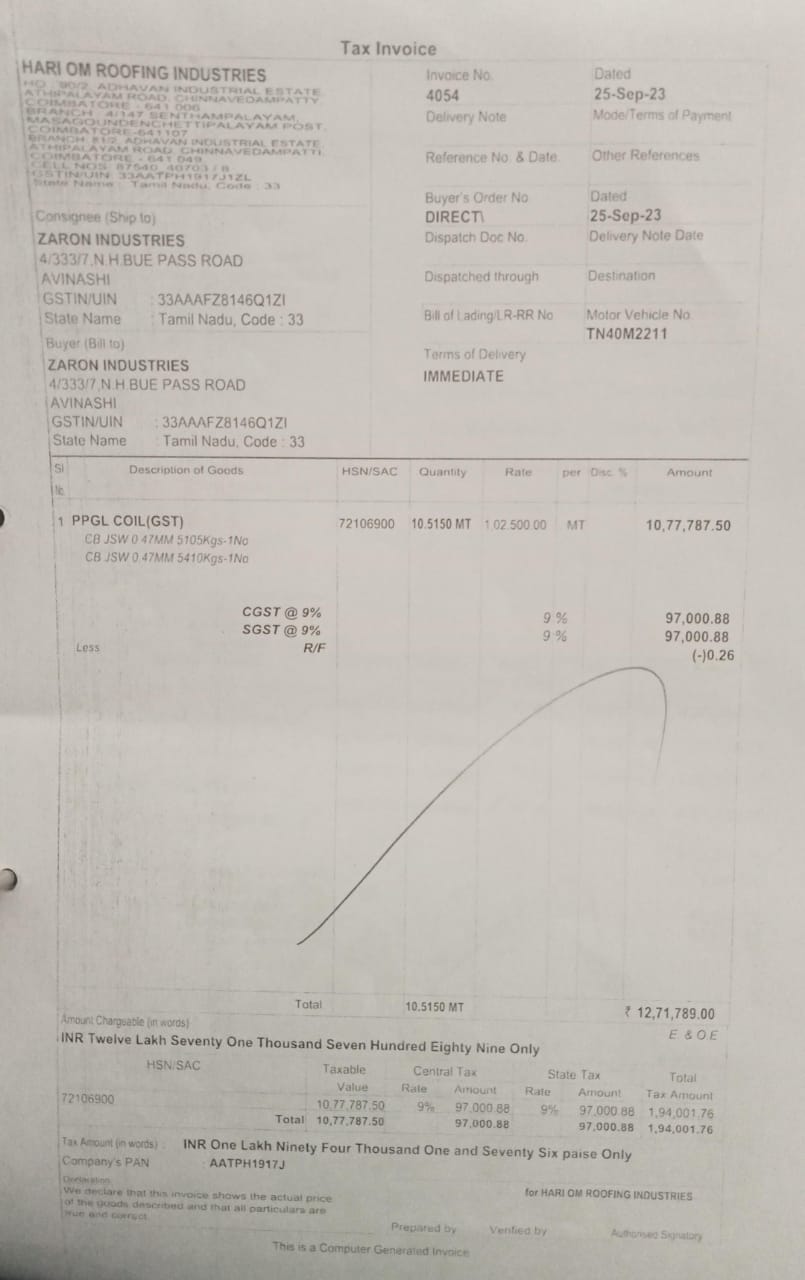 Tax Invoice
HARI OM ROOFING INDUSTRIES
HO : 90/2, ADHAVAN INDUSTRIAL ESTATE
ATHIPALAYAM ROAD, CHINNAVEDAMPATTY
COIMBATORE - 641 006
BRANCH : 4/147 SENTHAMPALAYAM,
MASAGOUNDENCHETTIPALAYAM POST.
COIMBATORE-641107
BRANCH: 81/2, ADHAVAN INDUSTRIAL ESTATE,
ATHIPALAYAM ROAD, CHINNAVEDAMPATTI,
COIMBATORE - 641 049
CELL NOS 87540 40703 / 8
GSTIN/UIN: 33AATPH1917J1ZL
State Name : Tamil Nadu, Code : 33
Invoice No.
4054
Dated
25-Sep-23
Delivery Note
Mode/Terms of Payment
Reference No. & Date.
Other References
Buyer's Order No.
DIRECT\
Dated
25-Sep-23
Dispatch Doc No.
Delivery Note Date
Dispatched through
Destination
Bill of Lading/LR-RR No.
Motor Vehicle No.
TN40M2211
Terms of Delivery
IMMEDIATE
Consignee (Ship to)
ZARON INDUSTRIES
4/333/7,N.H.BUE PASS ROAD
AVINASHI
GSTIN/UIN : 33AAAFZ8146Q1ZI
State Name : Tamil Nadu, Code : 33
Buyer (Bill to)
ZARON INDUSTRIES
4/333/7,N.H.BUE PASS ROAD
AVINASHI
GSTIN/UIN : 33AAAFZ8146Q1ZI
State Name : Tamil Nadu, Code : 33
Sl No. Description of Goods HSN/SAC Quantity Rate per Disc. % Amount
1 PPGL COIL(GST) 72106900 10.5150 MT 1,02,500.00 MT 10,77,787.50
CB JSW 0.47MM 5105Kgs-1No
CB JSW 0.47MM 5410Kgs-1No
CGST @ 9% 9 % 97,000.88
SGST @ 9% 9 % 97,000.88
Less R/F (-)0.26
Total 10.5150 MT ₹ 12,71,789.00
Amount Chargeable (in words) E. & O.E
INR Twelve Lakh Seventy One Thousand Seven Hundred Eighty Nine Only
HSN/SAC Taxable Central Tax State Tax Total
Value Rate Amount Rate Amount Tax Amount
72106900 10,77,787.50 9% 97,000.88 9% 97,000.88 1,94,001.76
Total 10,77,787.50 97,000.88 97,000.88 1,94,001.76
Tax Amount (in words) : INR One Lakh Ninety Four Thousand One and Seventy Six paise Only
Company's PAN : AATPH1917J
Declaration
We declare that this invoice shows the actual price
of the goods described and that all particulars are
true and correct.
for HARI OM ROOFING INDUSTRIES
Prepared by Verified by Authorised Signatory
This is a Computer Generated Invoice